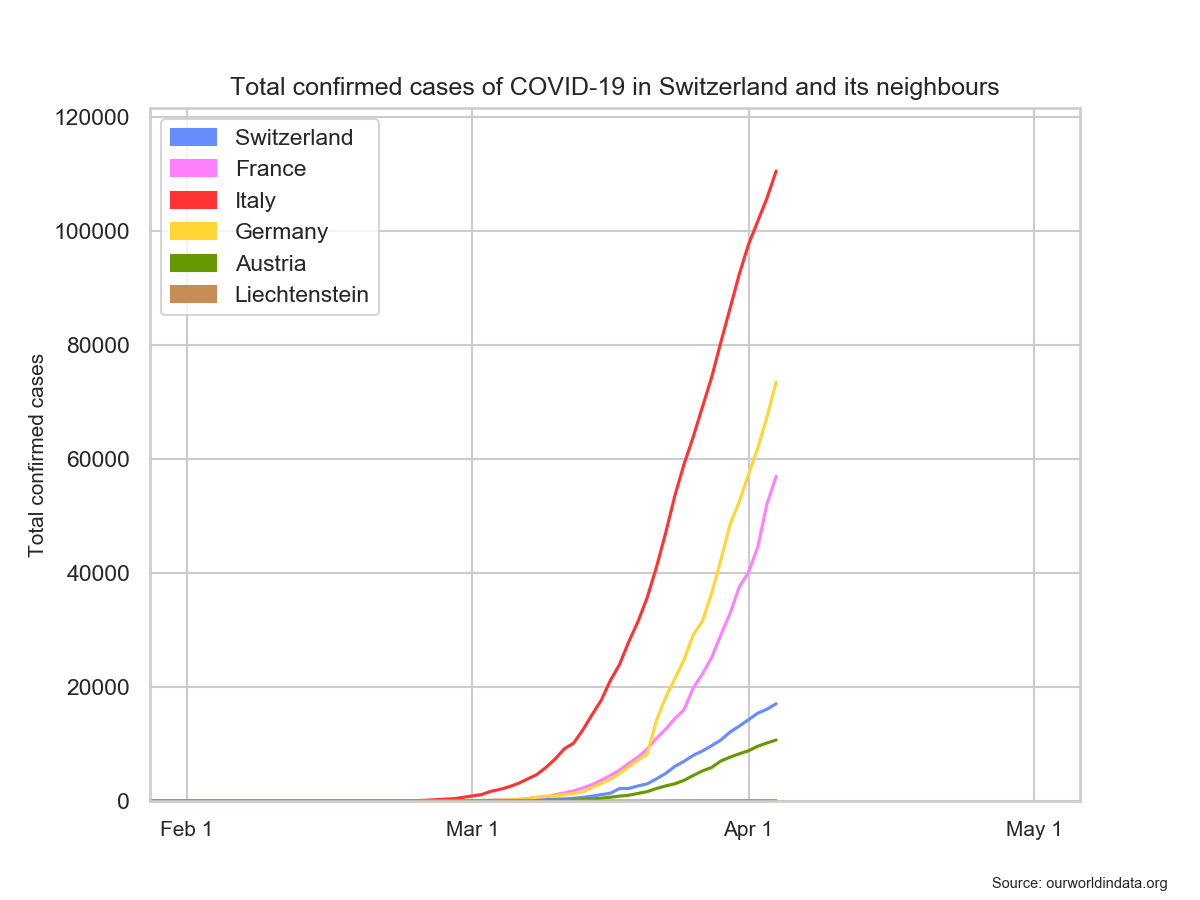 Total confirmed cases of COVID-19 in Switzerland and its neighbours
120000
100000
80000
60000
40000
20000
0
Total confirmed cases
Switzerland
France
Italy
Germany
Austria
Liechtenstein
Feb 1
Mar 1
Apr 1
May 1
Source: ourworldindata.org